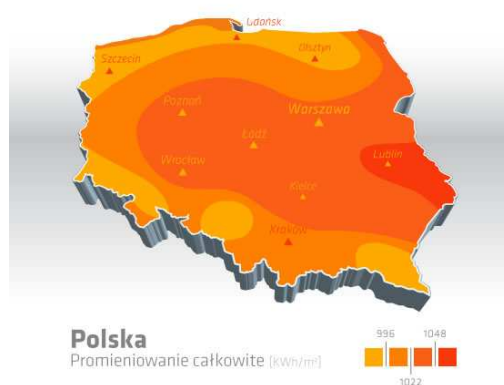 Gdańsk
Olsztyn
Szczecin
Poznań
Warszawa
Łódź
Wrocław
Lublin
Kielce
Kraków
Polska
Promieniowanie całkowite [KWh/m²]
996 1048
1022